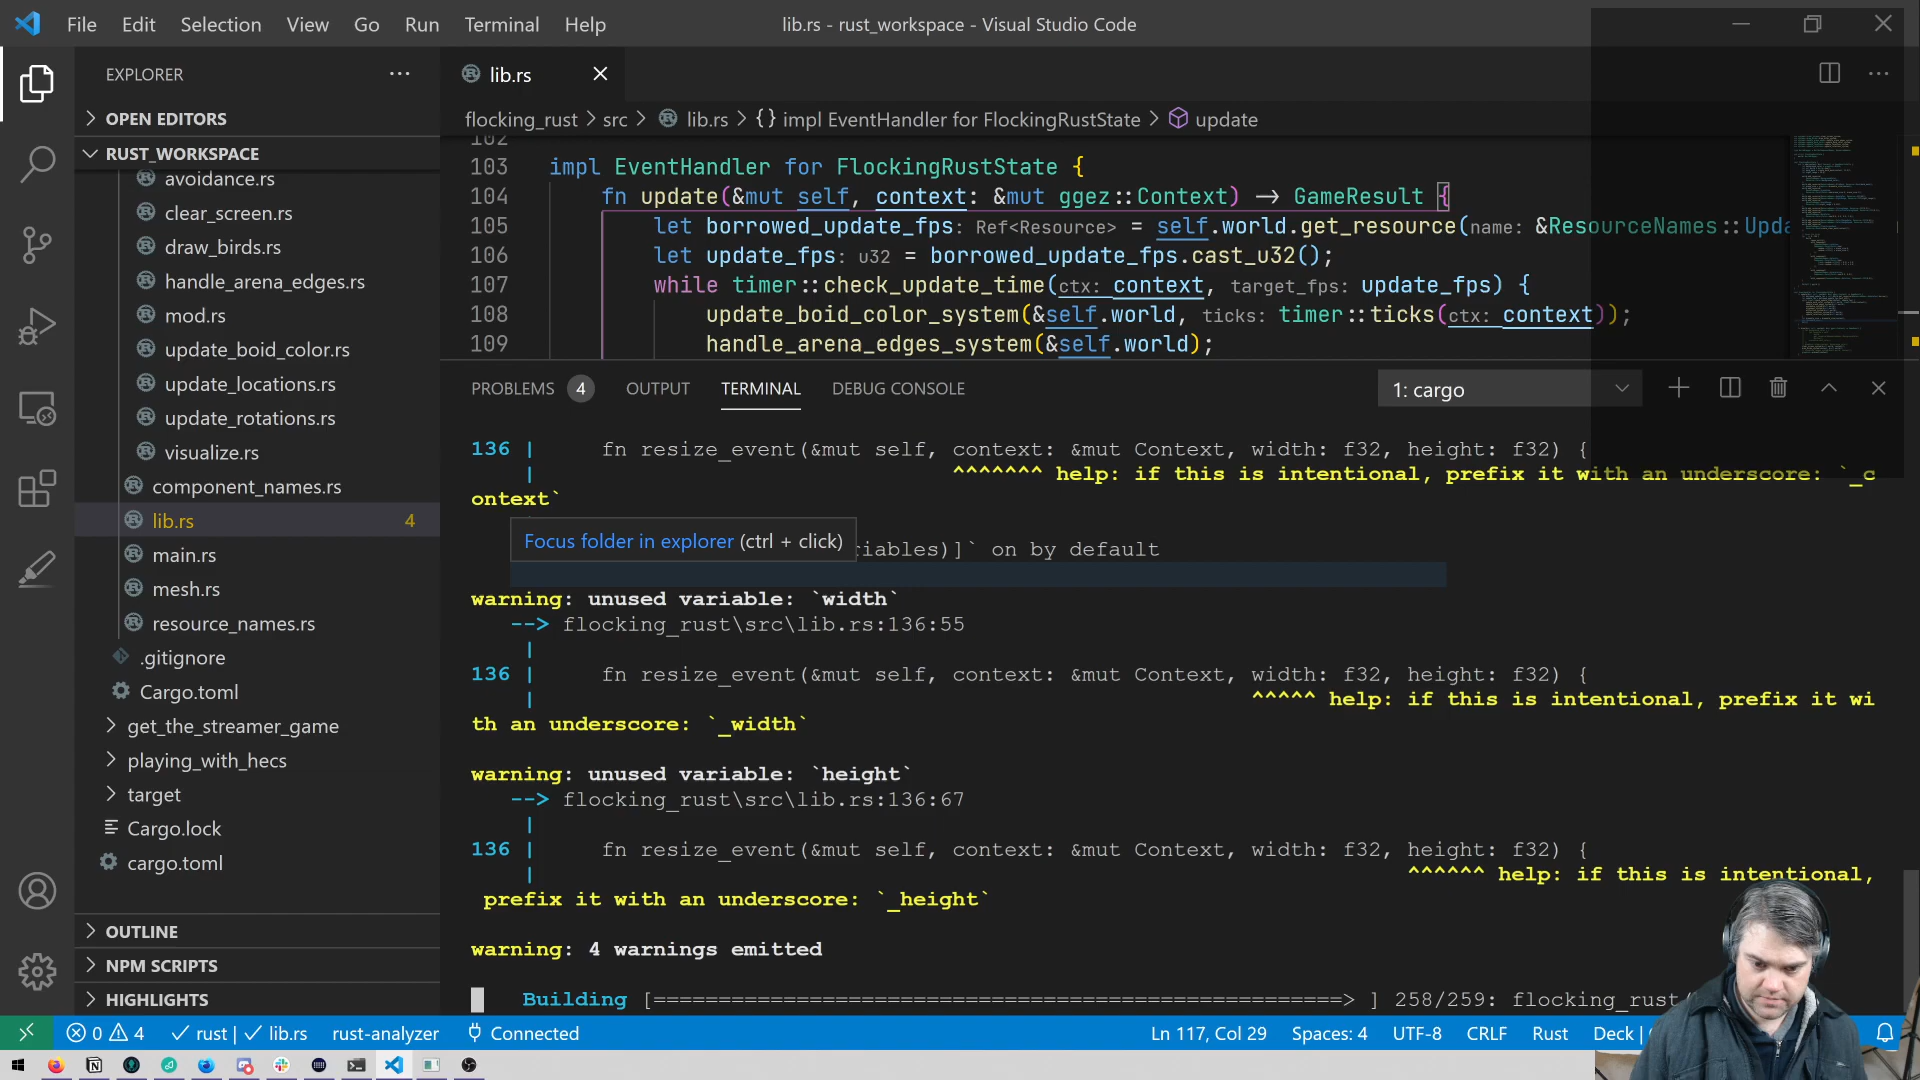 File Edit Selection View Go Run Terminal Help
lib.rs - rust_workspace - Visual Studio Code
EXPLORER
OPEN EDITORS
RUST_WORKSPACE
avoidance.rs
clear_screen.rs
draw_birds.rs
handle_arena_edges.rs
mod.rs
update_boid_color.rs
update_locations.rs
update_rotations.rs
visualize.rs
component_names.rs
lib.rs 4
main.rs
mesh.rs
resource_names.rs
.gitignore
Cargo.toml
get_the_streamer_game
playing_with_hecs
target
Cargo.lock
cargo.toml
OUTLINE
NPM SCRIPTS
HIGHLIGHTS
lib.rs
flocking_rust > src > lib.rs > {} impl EventHandler for FlockingRustState > update
102
103 impl EventHandler for FlockingRustState {
104 fn update(&mut self, context: &mut ggez::Context) → GameResult {
105 let borrowed_update_fps: Ref<Resource> = self.world.get_resource(name: &ResourceNames::Upda
106 let update_fps: u32 = borrowed_update_fps.cast_u32();
107 while timer::check_update_time(ctx: context, target_fps: update_fps) {
108 update_boid_color_system(&self.world, ticks: timer::ticks(ctx: context));
109 handle_arena_edges_system(&self.world);
PROBLEMS 4 OUTPUT TERMINAL DEBUG CONSOLE
1: cargo
136 | fn resize_event(&mut self, context: &mut Context, width: f32, height: f32) {
| ^^^^^^^ help: if this is intentional, prefix it with an underscore: `_c
ontext`
Focus folder in explorer (ctrl + click)
iables)]` on by default
warning: unused variable: `width`
--> flocking_rust\src\lib.rs:136:55
|
136 | fn resize_event(&mut self, context: &mut Context, width: f32, height: f32) {
| ^^^^^ help: if this is intentional, prefix it wi
th an underscore: `_width`
warning: unused variable: `height`
--> flocking_rust\src\lib.rs:136:67
|
136 | fn resize_event(&mut self, context: &mut Context, width: f32, height: f32) {
| ^^^^^^ help: if this is intentional,
prefix it with an underscore: `_height`
warning: 4 warnings emitted
Building [=====================================================> ] 258/259: flocking_rust
0 4 rust | lib.rs rust-analyzer Connected
Ln 117, Col 29 Spaces: 4 UTF-8 CRLF Rust Deck |